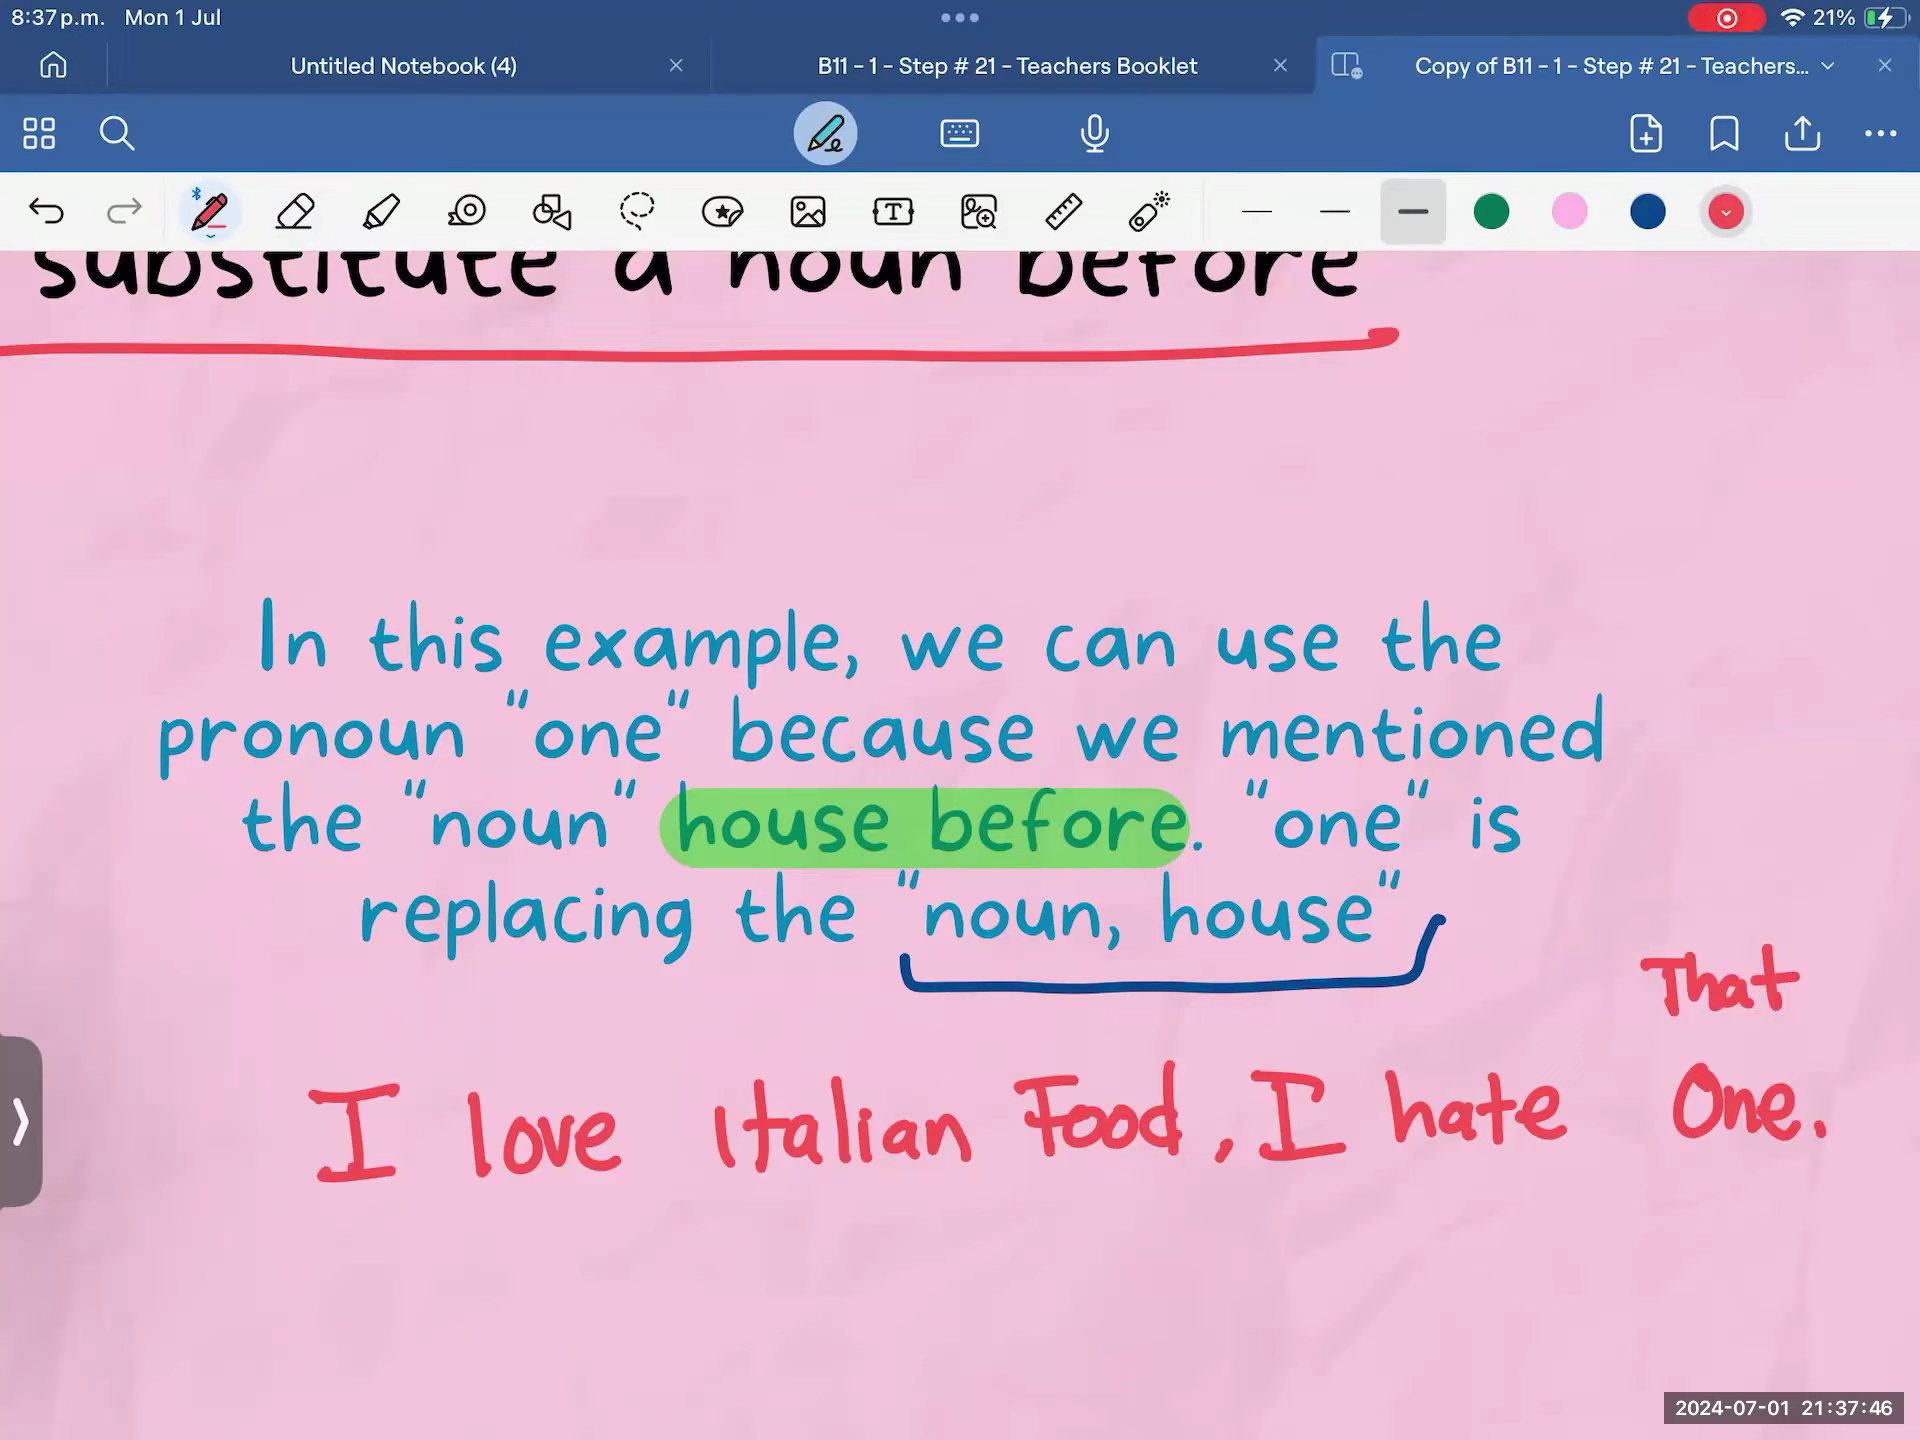 8:37 p.m. Mon 1 Jul
21%
Untitled Notebook (4)
B11 - 1 - Step # 21 - Teachers Booklet
Copy of B11 - 1 - Step # 21 - Teachers...
substitute a noun before
In this example, we can use the
pronoun "one" because we mentioned
the "noun" house before. "one" is
replacing the "noun, house"
That
I love Italian Food, I hate One.
2024-07-01 21:37:46